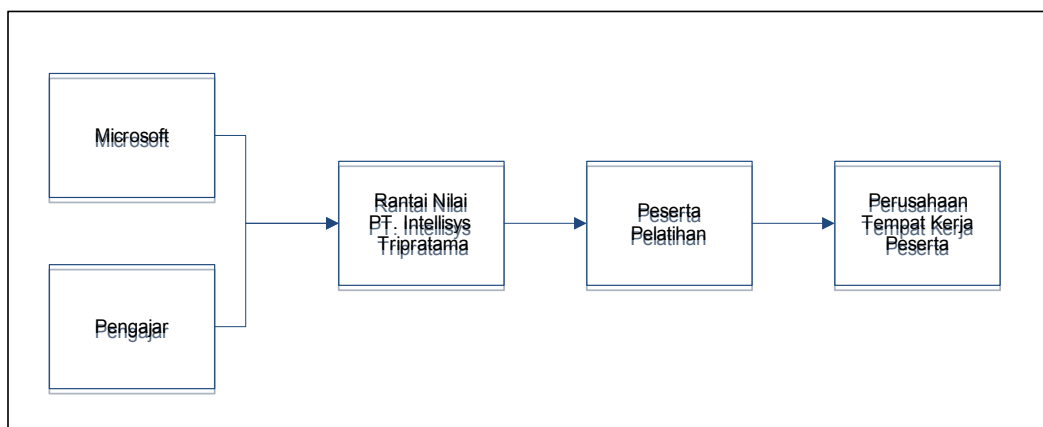 Microsoft
Pengajar
Rantai Nilai
PT. Intellisys
Tripratama
Peserta
Pelatihan
Perusahaan
Tempat Kerja
Peserta